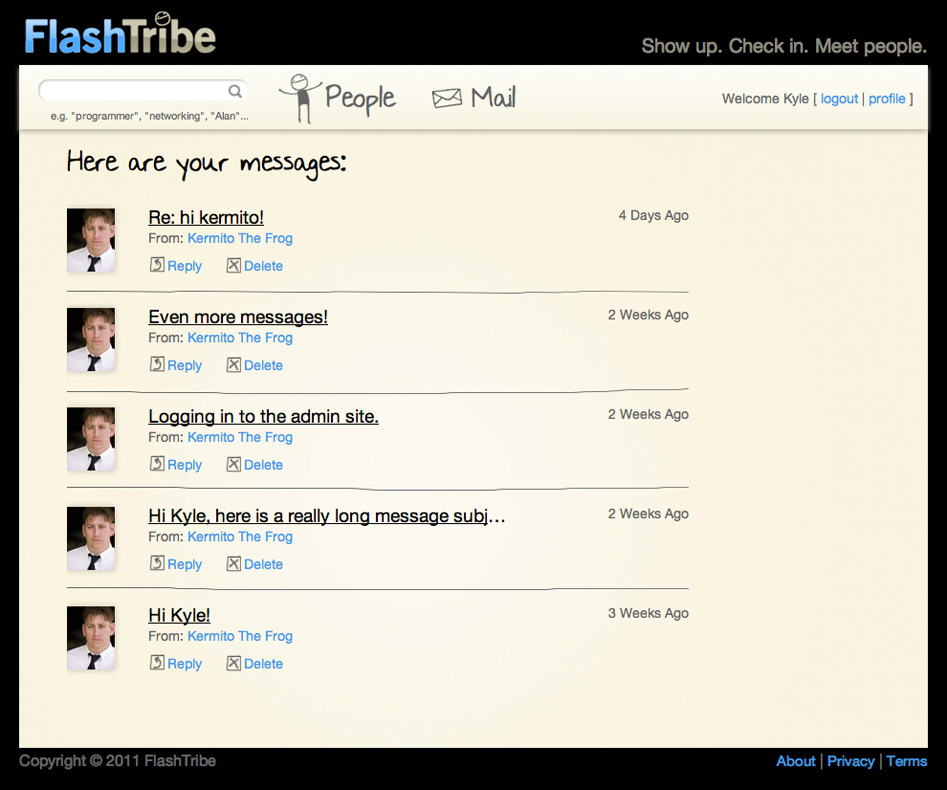 FlashTribe
Show up. Check in. Meet people.
People
Mail
Welcome Kyle [ logout | profile ]
e.g. "programmer", "networking", "Alan"...
Here are your messages:
Re: hi kermito!
4 Days Ago
From: Kermito The Frog
Reply Delete
Even more messages!
2 Weeks Ago
From: Kermito The Frog
Reply Delete
Logging in to the admin site.
2 Weeks Ago
From: Kermito The Frog
Reply Delete
Hi Kyle, here is a really long message subj...
2 Weeks Ago
From: Kermito The Frog
Reply Delete
Hi Kyle!
3 Weeks Ago
From: Kermito The Frog
Reply Delete
Copyright © 2011 FlashTribe
About | Privacy | Terms